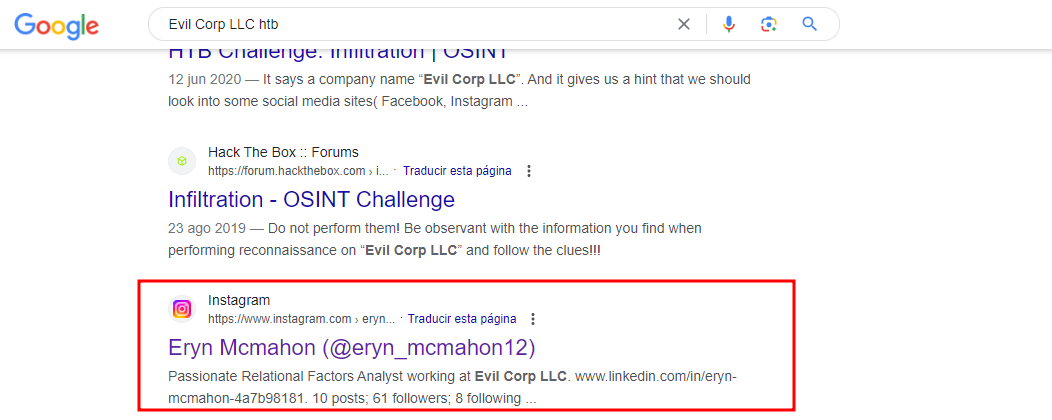 Google
Evil Corp LLC htb
HTB Challenge: Infiltration | OSINT
12 jun 2020 — It says a company name “Evil Corp LLC”. And it gives us a hint that we should
look into some social media sites( Facebook, Instagram ...
Hack The Box :: Forums
https://forum.hackthebox.com › i... · Traducir esta página
Infiltration - OSINT Challenge
23 ago 2019 — Do not perform them! Be observant with the information you find when
performing reconnaissance on “Evil Corp LLC” and follow the clues!!!
Instagram
https://www.instagram.com › eryn... · Traducir esta página
Eryn Mcmahon (@eryn_mcmahon12)
Passionate Relational Factors Analyst working at Evil Corp LLC. www.linkedin.com/in/eryn-
mcmahon-4a7b98181. 10 posts; 61 followers; 8 following ...